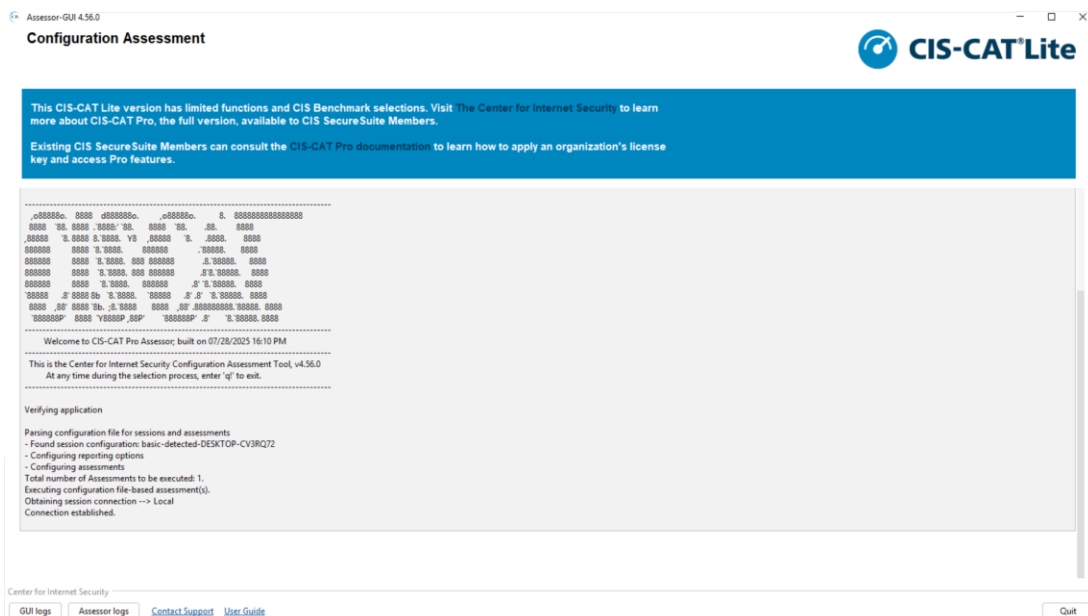 Assessor-GUI 4.56.0
Configuration Assessment
CIS-CAT®Lite
This CIS-CAT Lite version has limited functions and CIS Benchmark selections. Visit The Center for Internet Security to learn
more about CIS-CAT Pro, the full version, available to CIS SecureSuite Members.
Existing CIS SecureSuite Members can consult the CIS-CAT Pro documentation to learn how to apply an organization's license
key and access Pro features.
Welcome to CIS-CAT Pro Assessor; built on 07/28/2025 16:10 PM
This is the Center for Internet Security Configuration Assessment Tool, v4.56.0
At any time during the selection process, enter 'q!' to exit.
Verifying application
Parsing configuration file for sessions and assessments
- Found session configuration: basic-detected-DESKTOP-CV3RQ72
- Configuring reporting options
- Configuring assessments
Total number of Assessments to be executed: 1.
Executing configuration file-based assessment(s).
Obtaining session connection --> Local
Connection established.
Center for Internet Security
GUI logs Assessor logs Contact Support User Guide Quit